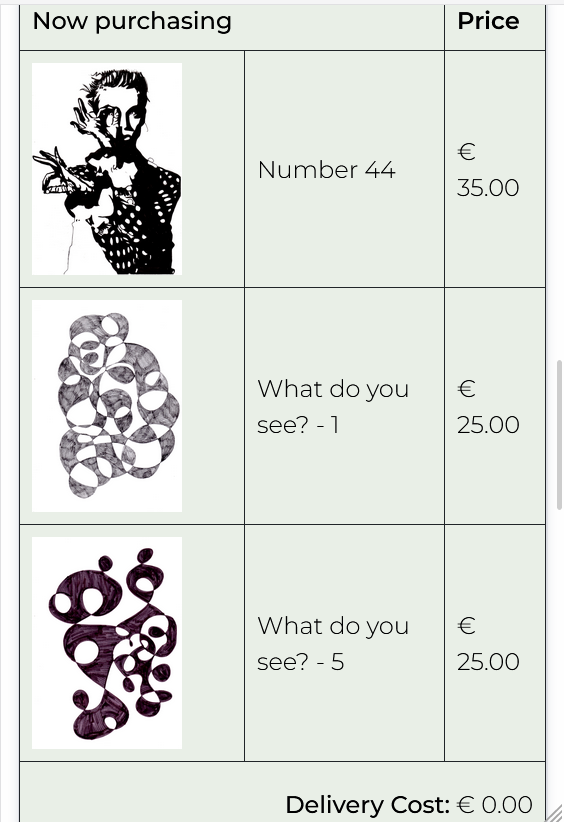 Now purchasing Price
Number 44
€
35.00
What do you
see? - 1
€
25.00
What do you
see? - 5
€
25.00
Delivery Cost: € 0.00